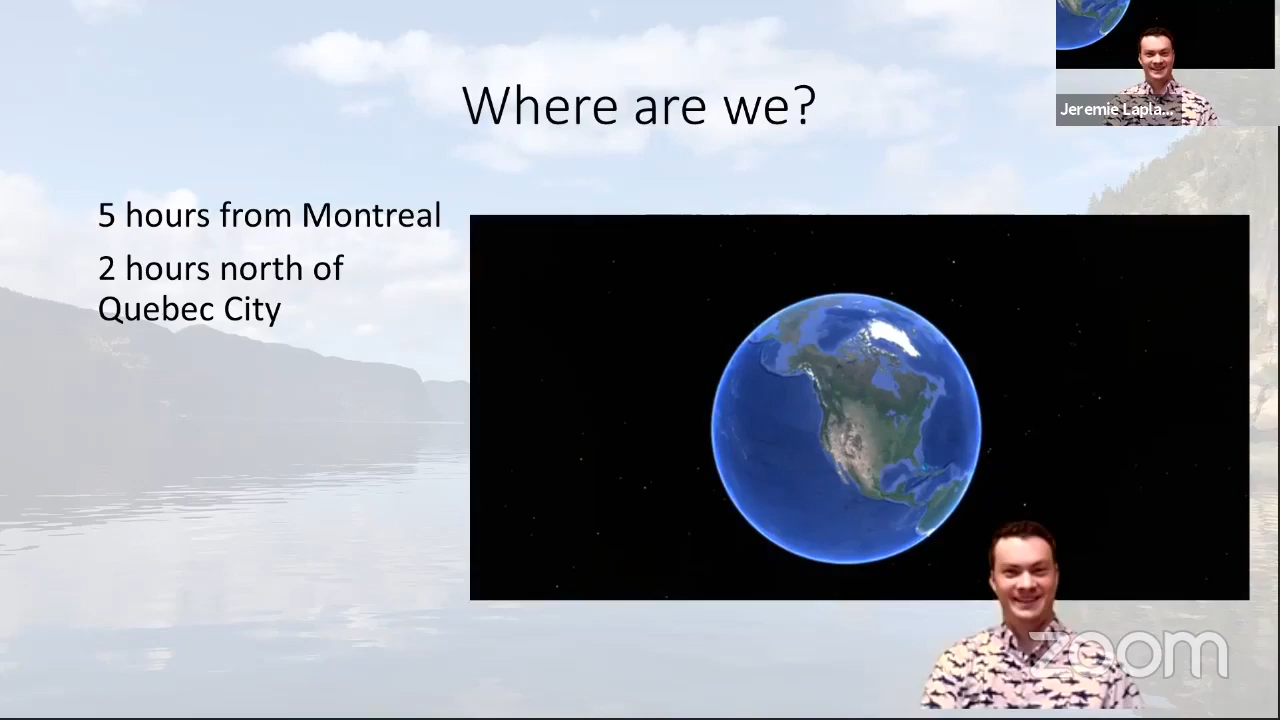 Where are we?
Jeremie Lapla...
5 hours from Montreal
2 hours north of
Quebec City
zoom